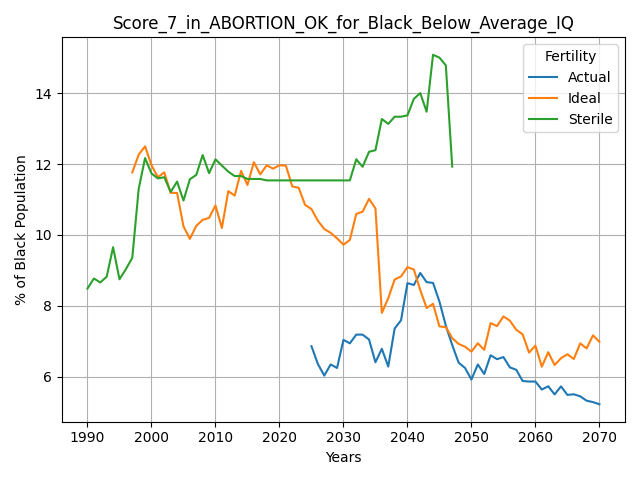 Score_7_in_ABORTION_OK_for_Black_Below_Average_IQ
Fertility
Actual
Ideal
Sterile
% of Black Population
14
12
10
8
6
1990 2000 2010 2020 2030 2040 2050 2060 2070
Years